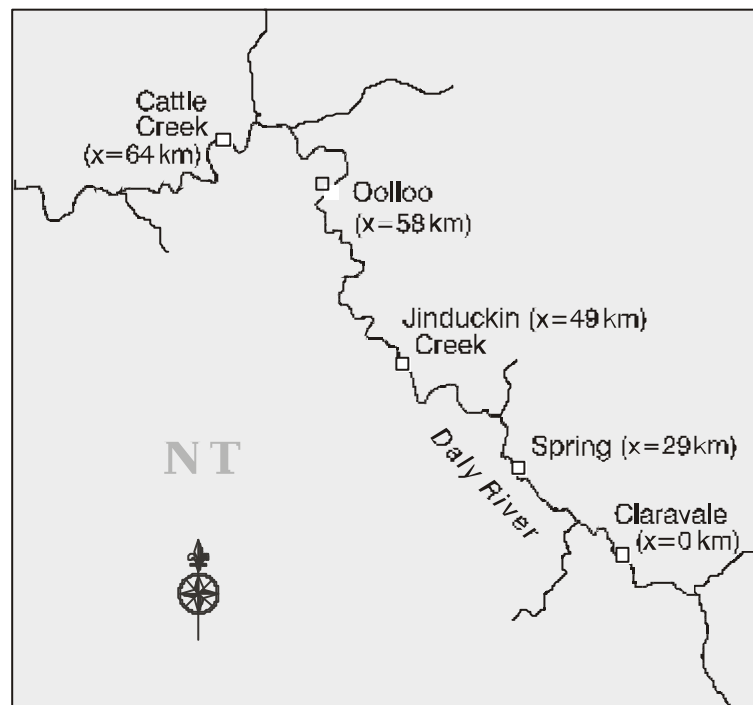 Cattle
Creek
(x=64 km)
Oolloo
(x=58 km)
Jinduckin (x=49 km)
Creek
NT
Daly River
Spring (x=29 km)
Claravale
(x=0 km)